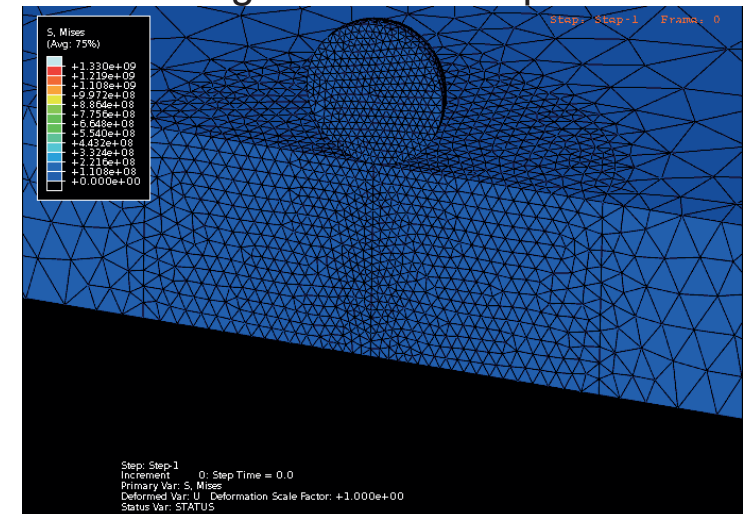 Step: Step-1 Frame: 0
S, Mises
(Avg: 75%)
+1.330e+09
+1.219e+09
+1.108e+09
+9.972e+08
+8.864e+08
+7.756e+08
+6.648e+08
+5.540e+08
+4.432e+08
+3.324e+08
+2.216e+08
+1.108e+08
+0.000e+00
Step: Step-1
Increment 0: Step Time = 0.0
Primary Var: S, Mises
Deformed Var: U Deformation Scale Factor: +1.000e+00
Status Var: STATUS